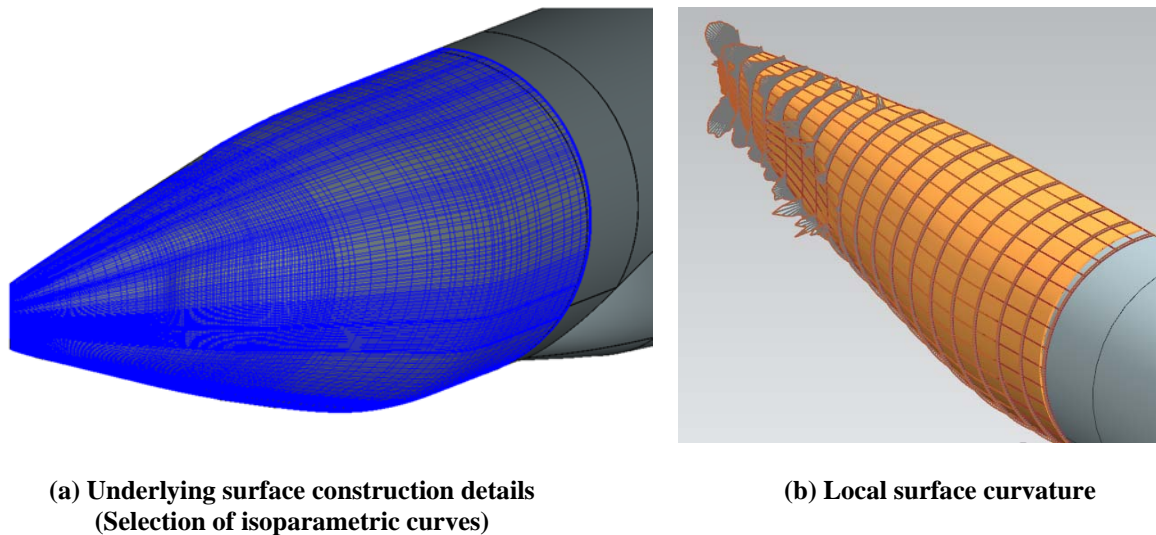 (a) Underlying surface construction details
(Selection of isoparametric curves)
(b) Local surface curvature